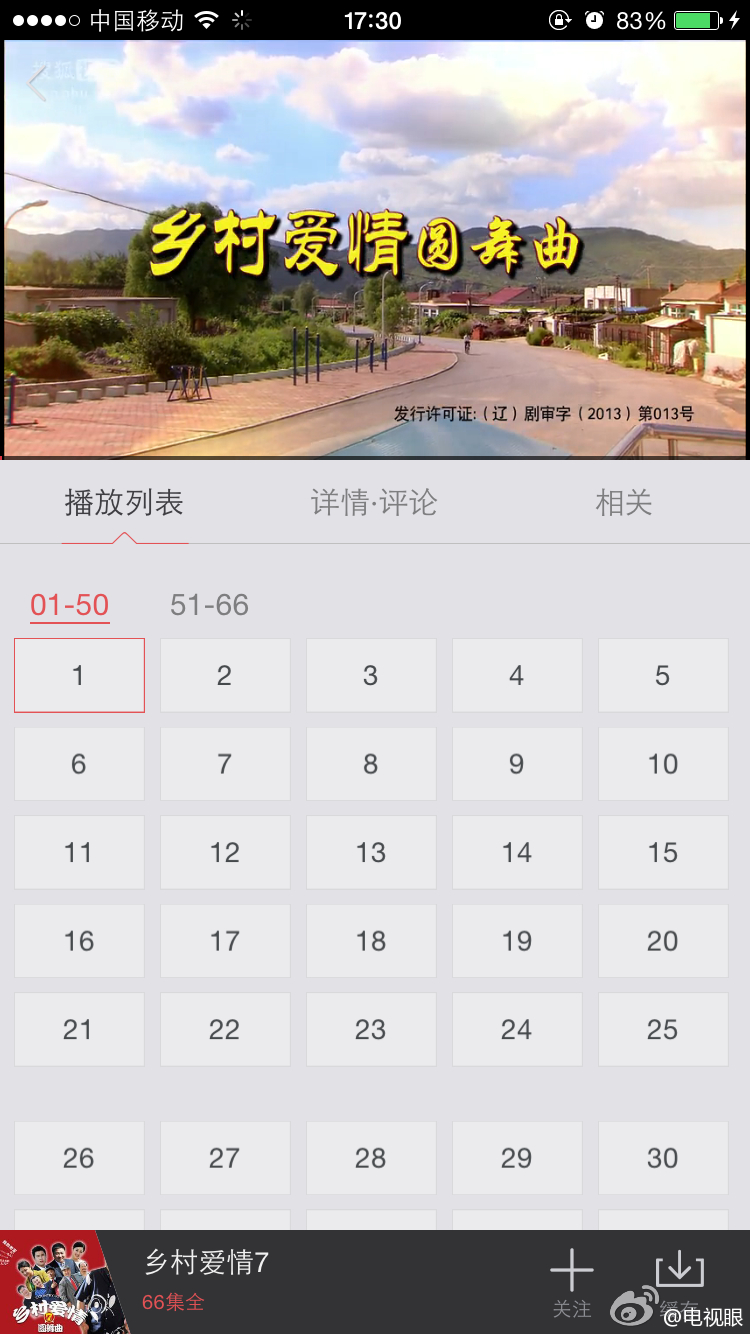 中国移动 17:30 83%
搜狐
乡村爱情圆舞曲
发行许可证:(辽)剧审字(2013)第013号
播放列表 详情·评论 相关
01-50 51-66
1 2 3 4 5
6 7 8 9 10
11 12 13 14 15
16 17 18 19 20
21 22 23 24 25
26 27 28 29 30
乡村爱情7
66集全
乡村爱情
圆舞曲
关注 缓存
@电视眼